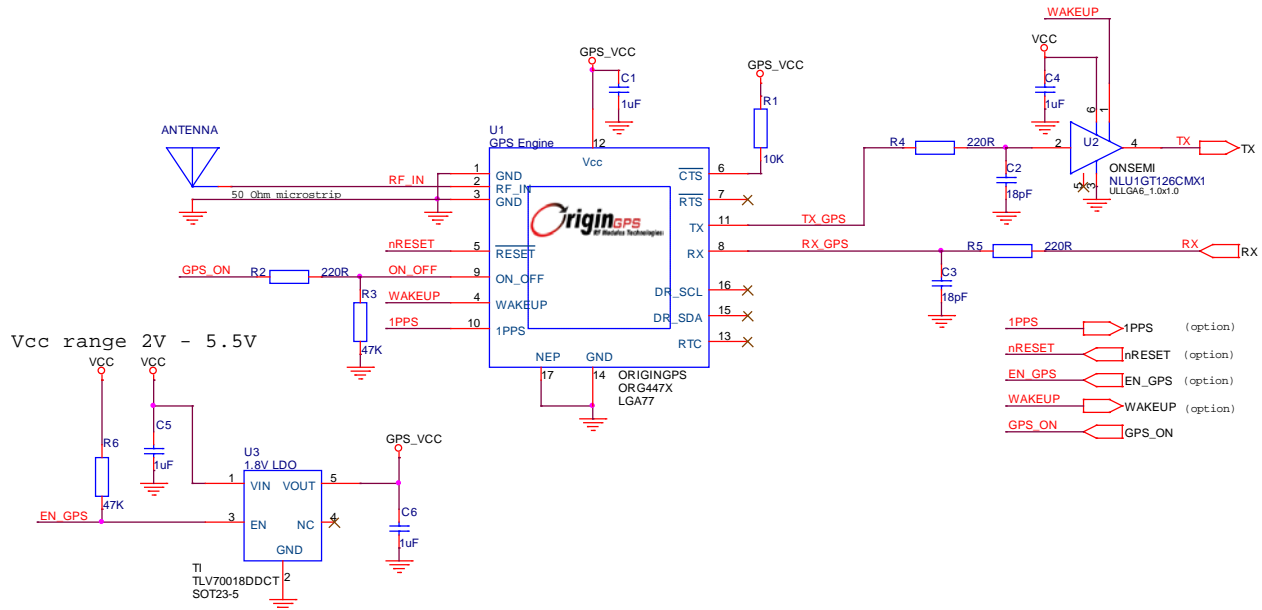 WAKEUP
VCC
C4
1uF
6
1
2
U2
4
TX
TX
5
3
ONSEMI
NLU1GT126CMX1
ULLGA6_1.0x1.0
GPS_VCC
C1
1uF
GPS_VCC
R1
10K
ANTENNA
U1
GPS Engine
12
Vcc
1
GND
RF_IN
2
RF_IN
50 Ohm microstrip
3
GND
nRESET
5
RESET
GPS_ON
R2
220R
ON_OFF
9
ON_OFF
R3
47K
WAKEUP
4
WAKEUP
1PPS
10
1PPS
OriginGPS
6
CTS
7
RTS
11
TX
TX_GPS
R4
220R
C2
18pF
8
RX
RX_GPS
R5
220R
RX
RX
C3
18pF
16
DR_SCL
15
DR_SDA
13
RTC
NEP
GND
17
14
ORIGINGPS
ORG447X
LGA77
1PPS
1PPS
(option)
nRESET
nRESET
(option)
EN_GPS
EN_GPS
(option)
WAKEUP
WAKEUP
(option)
GPS_ON
GPS_ON
Vcc range 2V - 5.5V
VCC
VCC
C5
1uF
R6
47K
EN_GPS
U3
1.8V LDO
1
VIN
VOUT
5
3
EN
NC
4
GND
2
GPS_VCC
C6
1uF
TI
TLV70018DDCT
SOT23-5